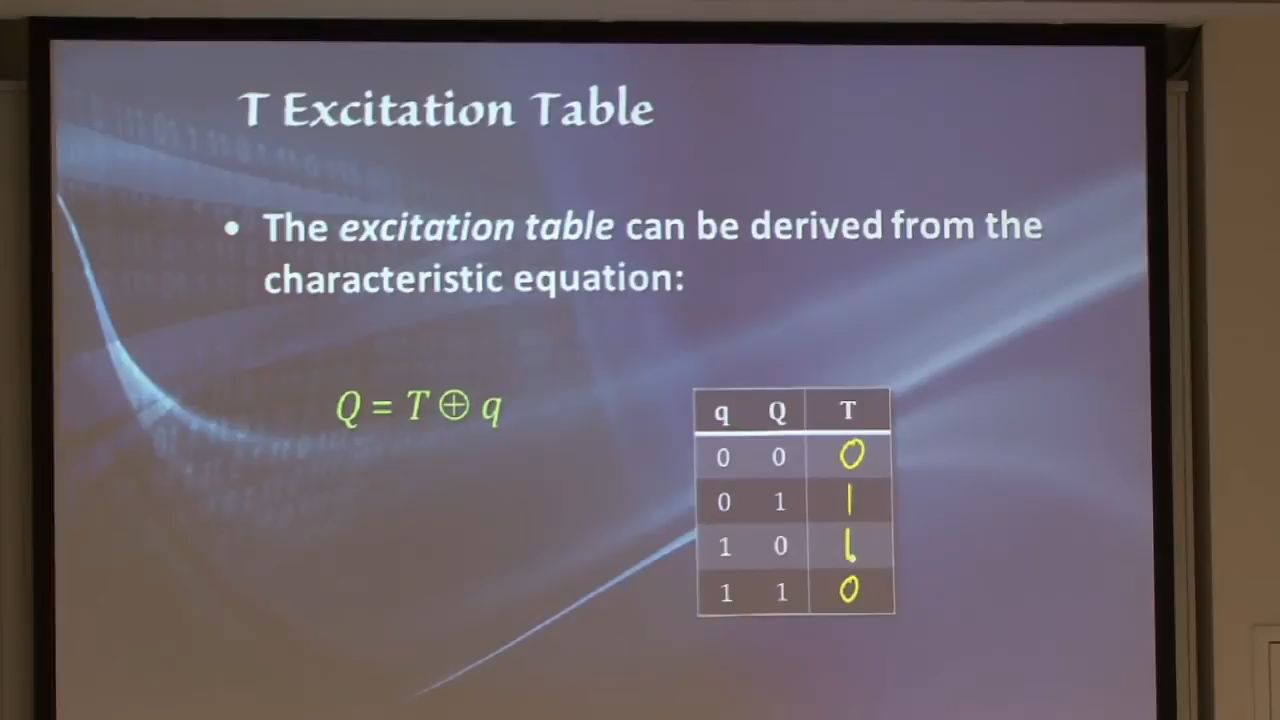 T Excitation Table
• The excitation table can be derived from the
characteristic equation:
Q = T ⊕ q
q Q T
0 0 0
0 1 1
1 0 1
1 1 0